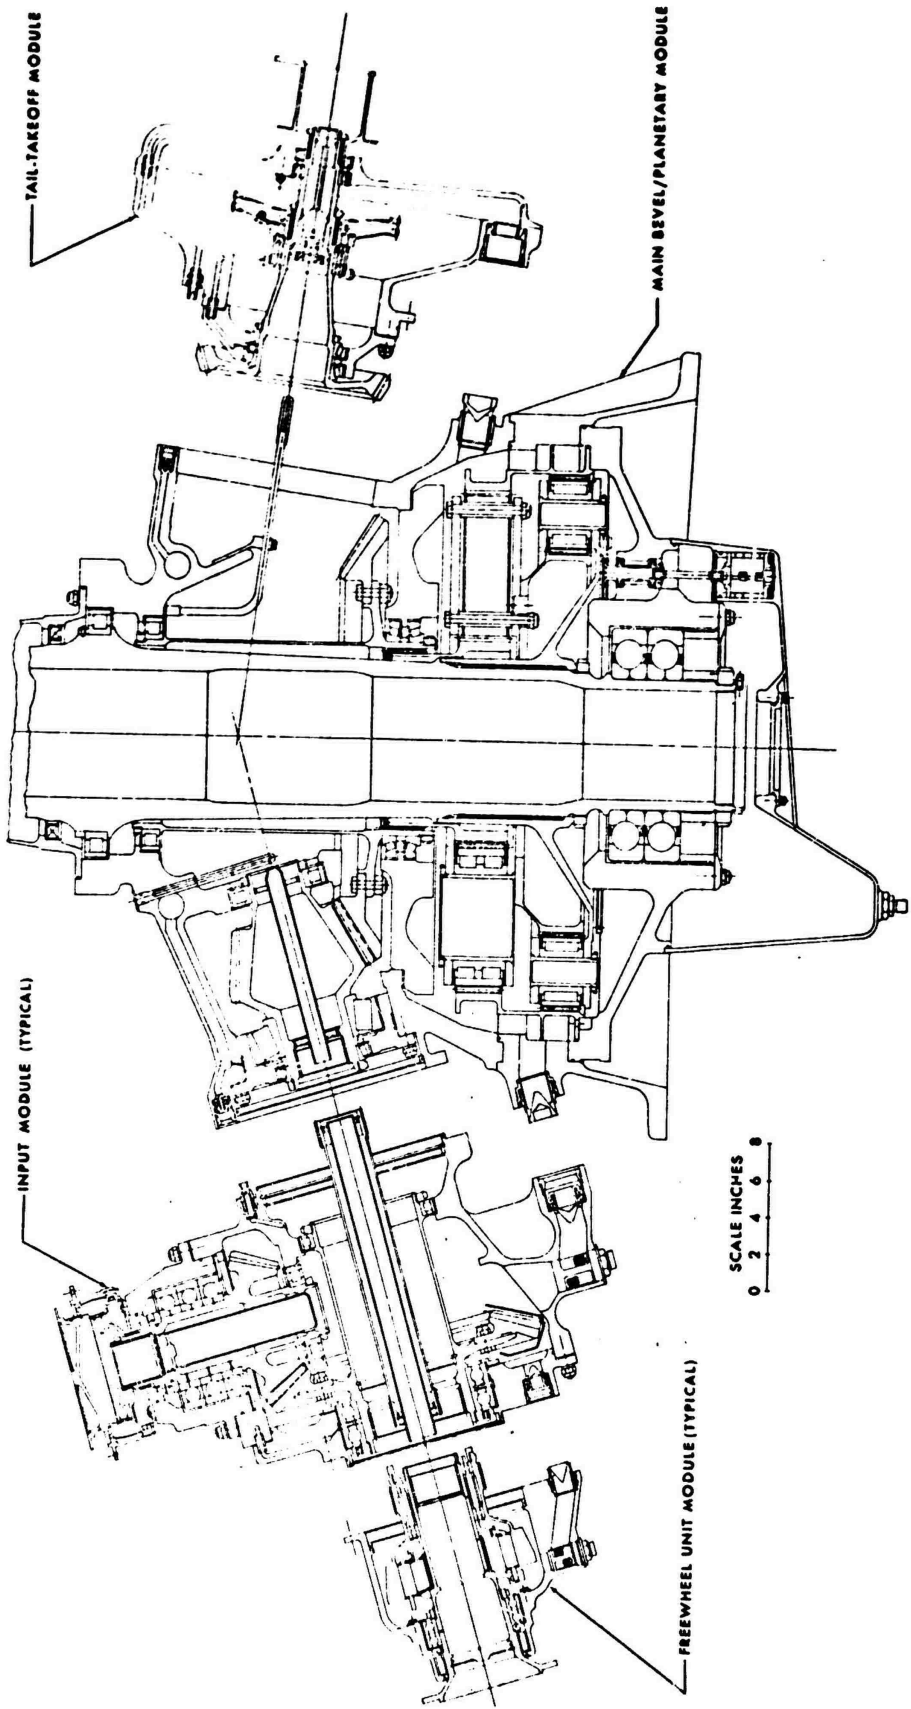 TAIL-TAKEOFF MODULE
MAIN BEVEL/PLANETARY MODULE
INPUT MODULE (TYPICAL)
SCALE INCHES
0 2 4 6 8
FREEWHEEL UNIT MODULE (TYPICAL)